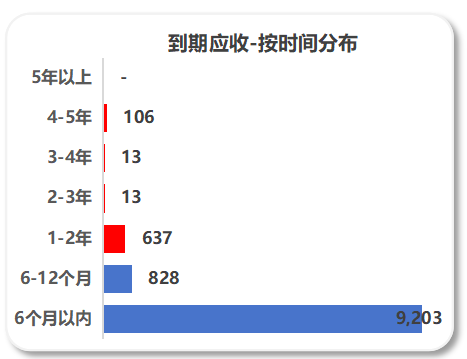 到期应收-按时间分布
5年以上 -
4-5年 106
3-4年 13
2-3年 13
1-2年 637
6-12个月 828
6个月以内 9,203